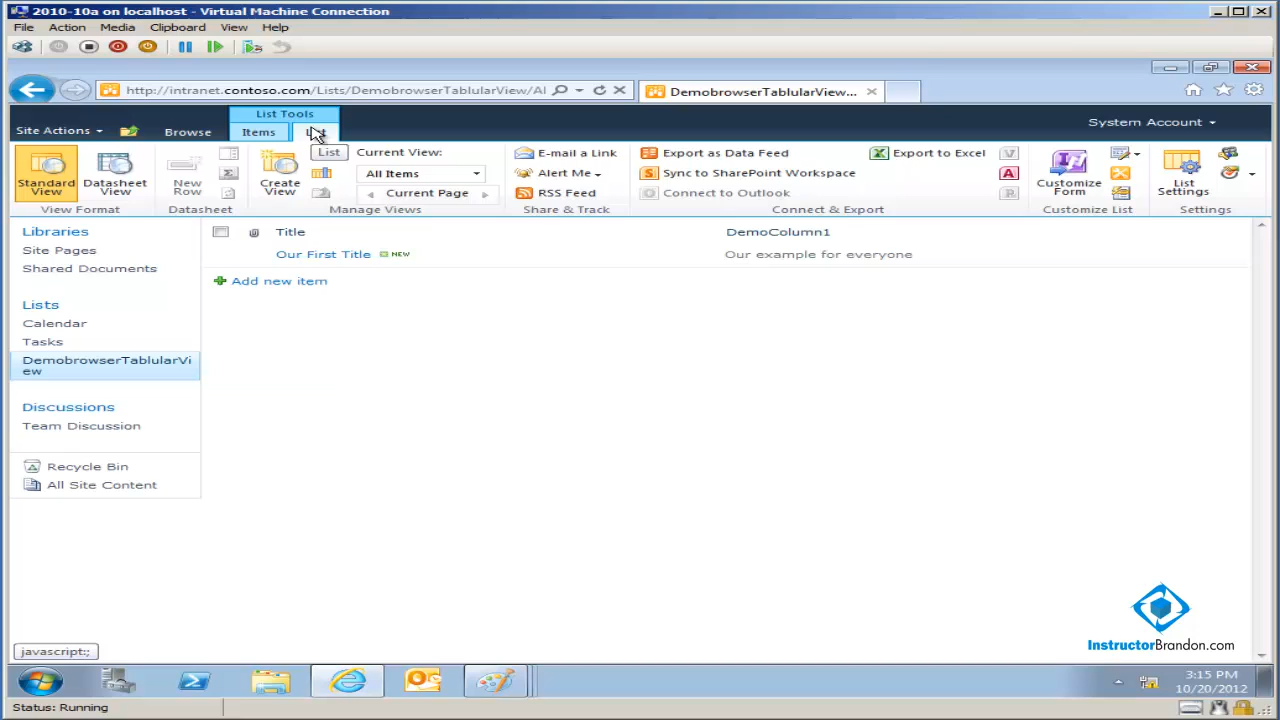 2010-10a on localhost - Virtual Machine Connection
File Action Media Clipboard View Help
http://intranet.contoso.com/Lists/DemobrowserTablularView/Al
DemobrowserTablularView...
List Tools
Site Actions
Browse
Items
System Account
List
Standard View
Datasheet View
New Row
Create View
Current View:
All Items
Current Page
E-mail a Link
Alert Me
RSS Feed
Export as Data Feed
Sync to SharePoint Workspace
Connect to Outlook
Export to Excel
Customize Form
List Settings
View Format
Datasheet
Manage Views
Share & Track
Connect & Export
Customize List
Settings
Libraries
Site Pages
Shared Documents
Lists
Calendar
Tasks
DemobrowserTablularVi
ew
Discussions
Team Discussion
Recycle Bin
All Site Content
Title DemoColumn1
Our First Title NEW Our example for everyone
Add new item
InstructorBrandon.com
javascript:;
3:15 PM
10/20/2012
Status: Running